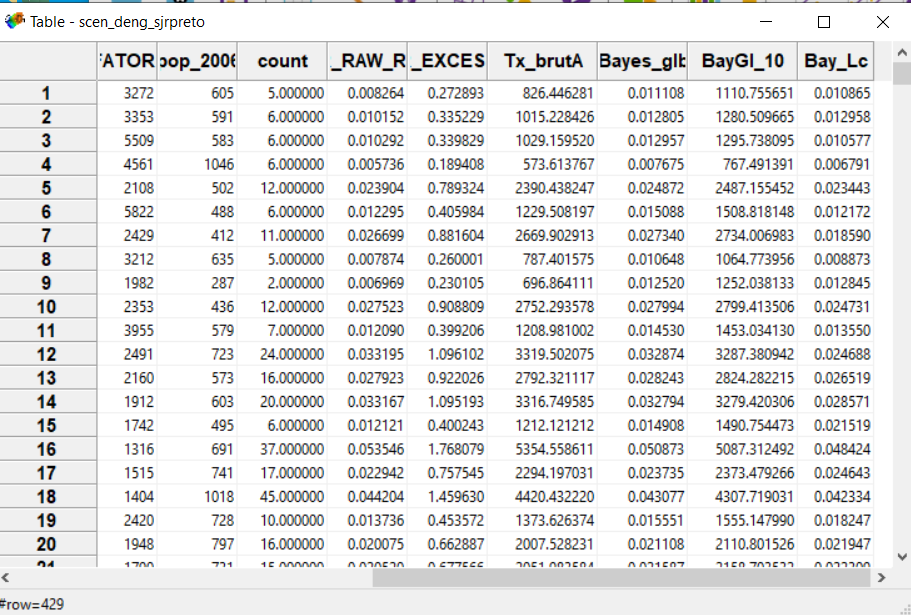 Table - scen_deng_sjrpreto
FATOR pop_2006 count _RAW_R _EXCES Tx_brutA Bayes_glb BayGl_10 Bay_Lc
1 3272 605 5.000000 0.008264 0.272893 826.446281 0.011108 1110.755651 0.010865
2 3353 591 6.000000 0.010152 0.335229 1015.228426 0.012805 1280.509665 0.012958
3 5509 583 6.000000 0.010292 0.339829 1029.159520 0.012957 1295.738095 0.010577
4 4561 1046 6.000000 0.005736 0.189408 573.613767 0.007675 767.491391 0.006791
5 2108 502 12.000000 0.023904 0.789324 2390.438247 0.024872 2487.155452 0.023443
6 5822 488 6.000000 0.012295 0.405984 1229.508197 0.015088 1508.818148 0.012172
7 2429 412 11.000000 0.026699 0.881604 2669.902913 0.027340 2734.006983 0.018590
8 3212 635 5.000000 0.007874 0.260001 787.401575 0.010648 1064.773956 0.008873
9 1982 287 2.000000 0.006969 0.230105 696.864111 0.012520 1252.038133 0.012845
10 2353 436 12.000000 0.027523 0.908809 2752.293578 0.027994 2799.413506 0.024731
11 3955 579 7.000000 0.012090 0.399206 1208.981002 0.014530 1453.034130 0.013550
12 2491 723 24.000000 0.033195 1.096102 3319.502075 0.032874 3287.380942 0.024688
13 2160 573 16.000000 0.027923 0.922026 2792.321117 0.028243 2824.282215 0.026519
14 1912 603 20.000000 0.033167 1.095193 3316.749585 0.032794 3279.420306 0.028571
15 1742 495 6.000000 0.012121 0.400243 1212.121212 0.014908 1490.754473 0.021519
16 1316 691 37.000000 0.053546 1.768079 5354.558611 0.050873 5087.312492 0.048424
17 1515 741 17.000000 0.022942 0.757545 2294.197031 0.023735 2373.479266 0.024643
18 1404 1018 45.000000 0.044204 1.459630 4420.432220 0.043077 4307.719031 0.042334
19 2420 728 10.000000 0.013736 0.453572 1373.626374 0.015551 1555.147990 0.018247
20 1948 797 16.000000 0.020075 0.662887 2007.528231 0.021108 2110.801526 0.021947
#row=429